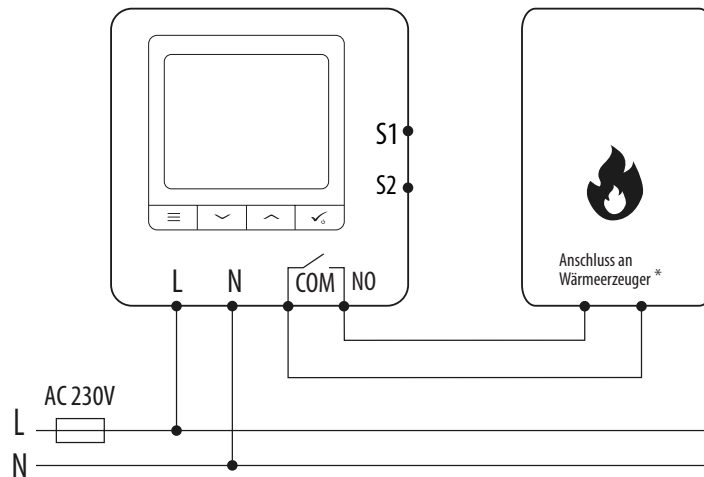 S1
S2
L N COM NO
Anschluss an
Wärmeerzeuger *
AC 230V
L
N